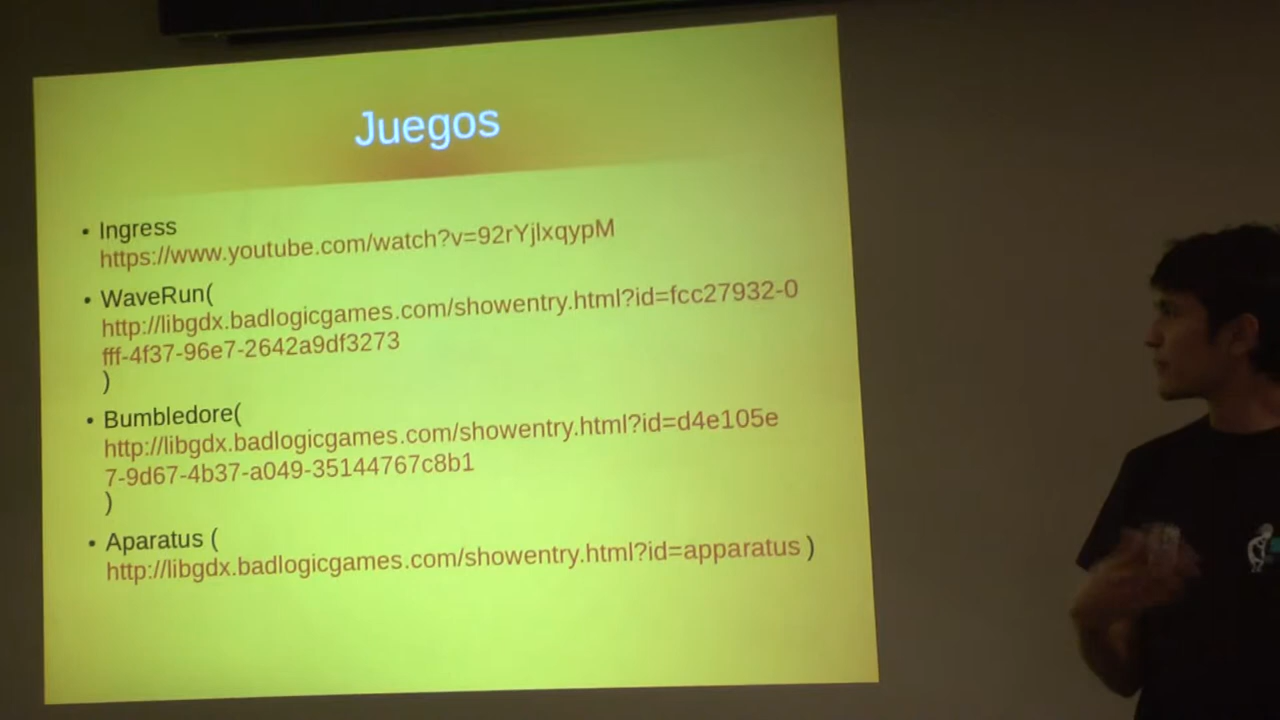 Juegos
• Ingress
https://www.youtube.com/watch?v=92rYjlxqypM
• WaveRun(
http://libgdx.badlogicgames.com/showentry.html?id=fcc27932-0
fff-4f37-96e7-2642a9df3273
)
• Bumbledore(
http://libgdx.badlogicgames.com/showentry.html?id=d4e105e
7-9d67-4b37-a049-35144767c8b1
)
• Aparatus (
http://libgdx.badlogicgames.com/showentry.html?id=apparatus )